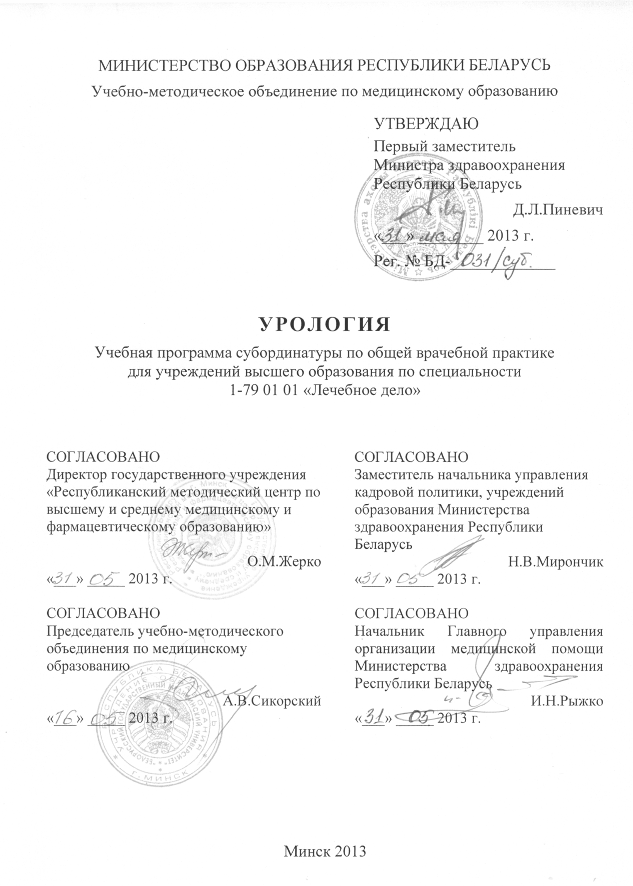 МИНИСТЕРСТВО ОБРАЗОВАНИЯ РЕСПУБЛИКИ БЕЛАРУСЬ
Учебно-методическое объединение по медицинскому образованию
УТВЕРЖДАЮ
Первый заместитель
Министра здравоохранения
Республики Беларусь
Д.Л.Пиневич
«31» мая 2013 г.
Рег. № БД- 031/суб.
УРОЛОГИЯ
Учебная программа субординатуры по общей врачебной практике
для учреждений высшего образования по специальности
1-79 01 01 «Лечебное дело»
СОГЛАСОВАНО
Директор государственного учреждения
«Республиканский методический центр по
высшему и среднему медицинскому и
фармацевтическому образованию»
О.М.Жерко
«31» 05 2013 г.
СОГЛАСОВАНО
Заместитель начальника управления
кадровой политики, учреждений
образования Министерства
здравоохранения Республики
Беларусь
Н.В.Мирончик
«31» 05 2013 г.
СОГЛАСОВАНО
Председатель учебно-методического
объединения по медицинскому
образованию
А.В.Сикорский
«16» 05 2013 г.
СОГЛАСОВАНО
Начальник Главного управления
организации медицинской помощи
Министерства здравоохранения
Республики Беларусь
И.Н.Рыжко
«31» 05 2013 г.
Минск 2013